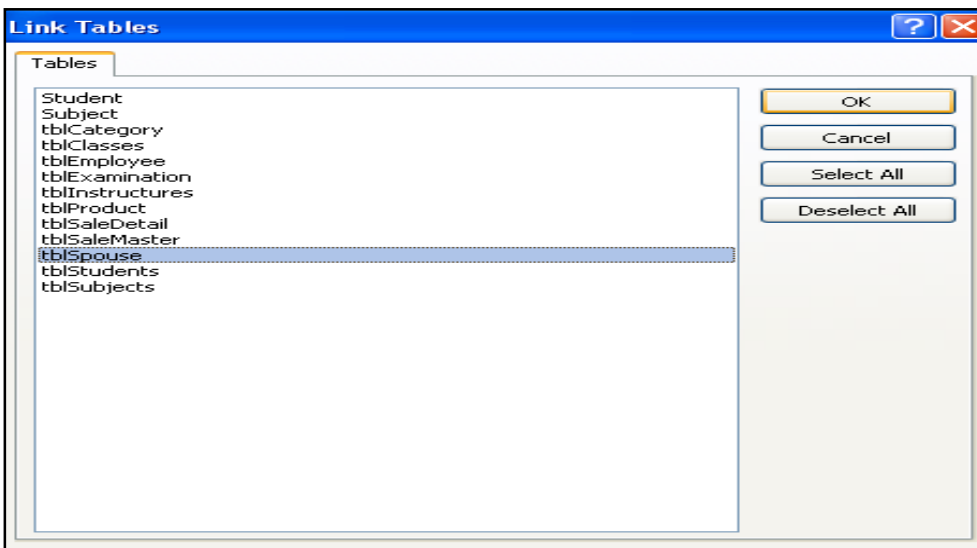 Link Tables
?
Tables
Student
Subject
tblCategory
tblClasses
tblEmployee
tblExamination
tblInstructures
tblProduct
tblSaleDetail
tblSaleMaster
tblSpouse
tblStudents
tblSubjects
OK
Cancel
Select All
Deselect All